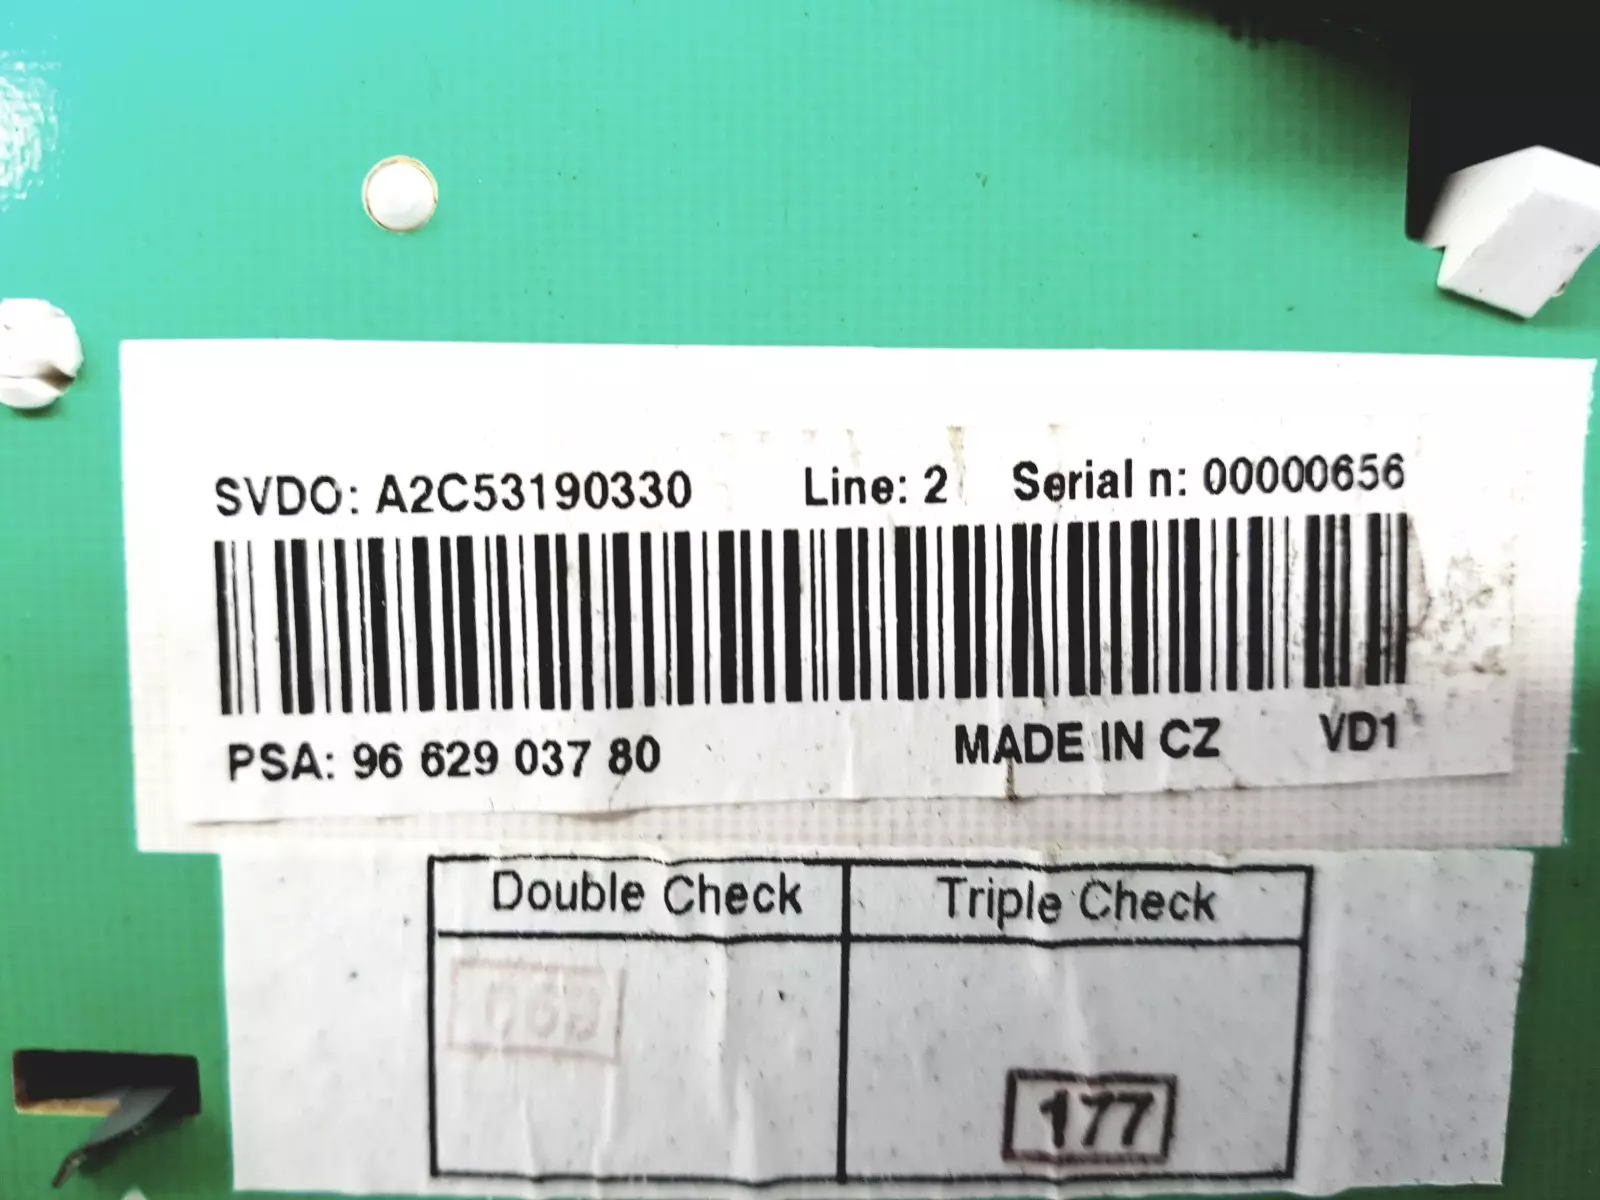 SVDO: A2C53190330 Line: 2 Serial n: 00000656
PSA: 96 629 037 80 MADE IN CZ VD1
Double Check Triple Check
177